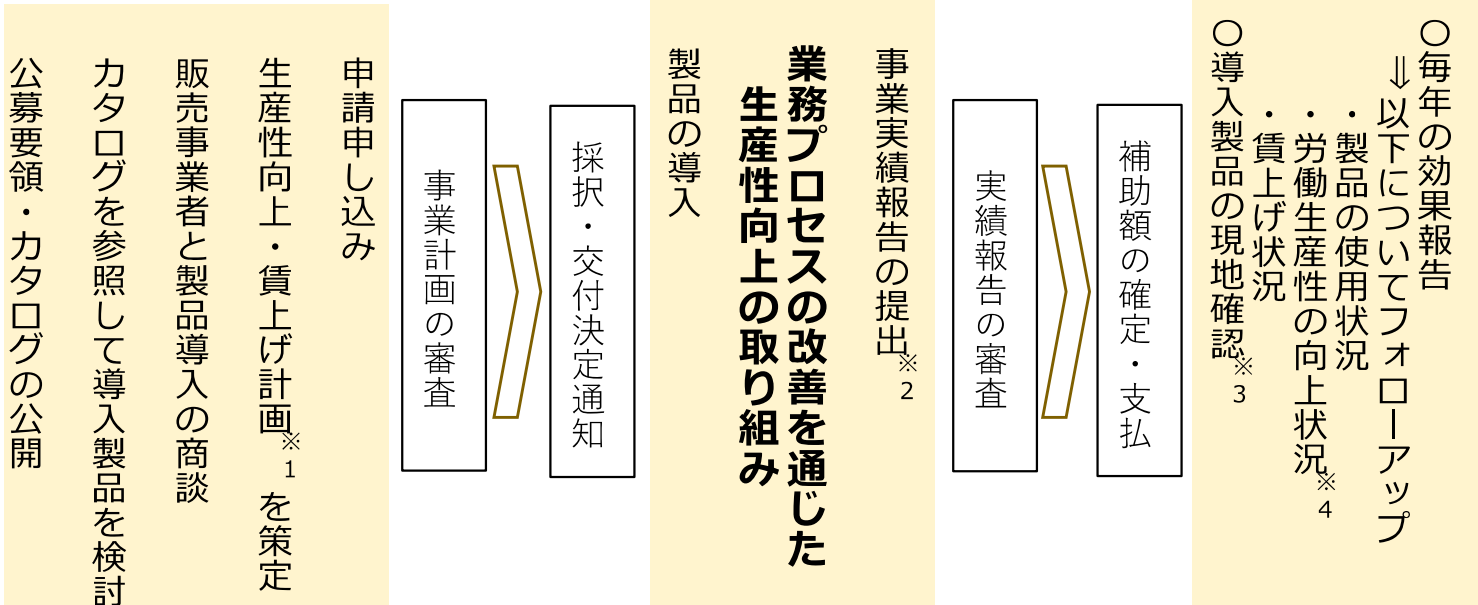 公募要領・カタログの公開
カタログを参照して導入製品を検討
販売事業者と製品導入の商談
生産性向上・賃上げ計画※1を策定
申請申し込み
事業計画の審査
採択・交付決定通知
製品の導入
業務プロセスの改善を通じた
生産性向上の取り組み
事業実績報告の提出※2
実績報告の審査
補助額の確定・支払
〇毎年の効果報告
⇒以下についてフォローアップ
・製品の使用状況
・労働生産性の向上状況※4
・賃上げ状況
〇導入製品の現地確認※3